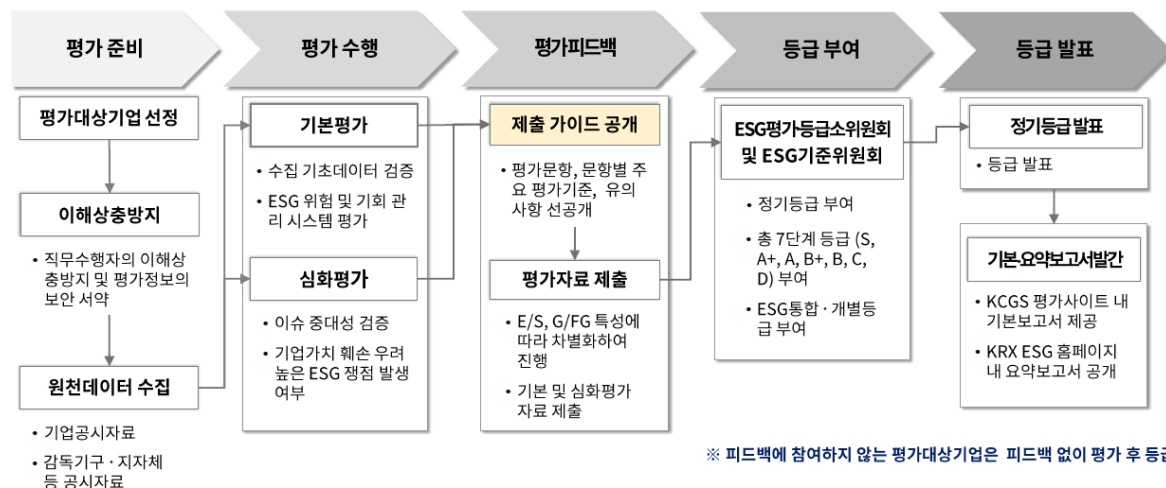 평가 준비
평가 수행
평가피드백
등급 부여
등급 발표
평가대상기업 선정
이해상충방지
• 직무수행자의 이해상
충방지 및 평가정보의
보안 서약
원천데이터 수집
• 기업공시자료
• 감독기구 · 지자체
등 공시자료
기본평가
• 수집 기초데이터 검증
• ESG 위험 및 기회 관
리 시스템 평가
심화평가
• 이슈 중대성 검증
• 기업가치 훼손 우려
높은 ESG 쟁점 발생
여부
제출 가이드 공개
• 평가문항, 문항별 주
요 평가기준, 유의
사항 선공개
평가자료 제출
• E/S, G/FG 특성에
따라 차별화하여
진행
• 기본 및 심화평가
자료 제출
ESG평가등급소위원회
및 ESG기준위원회
• 정기등급 부여
• 총 7단계 등급 (S,
A+, A, B+, B, C,
D) 부여
• ESG통합 · 개별등
급 부여
정기등급 발표
• 등급 발표
기본·요약보고서발간
• KCGS 평가사이트 내
기본보고서 제공
• KRX ESG 홈페이지
내 요약보고서 공개
※ 피드백에 참여하지 않는 평가대상기업은 피드백 없이 평가 후 등급